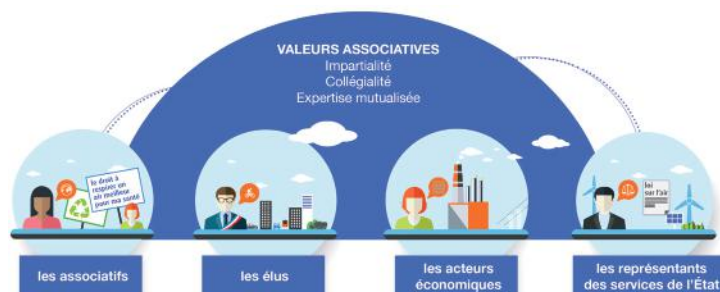 VALEURS ASSOCIATIVES
Impartialité
Collégialité
Expertise mutualisée
le droit à
respirer un
air meilleur
pour ma santé
loi
sur l'air
les associatifs
les élus
les acteurs
économiques
les représentants
des services de l'État